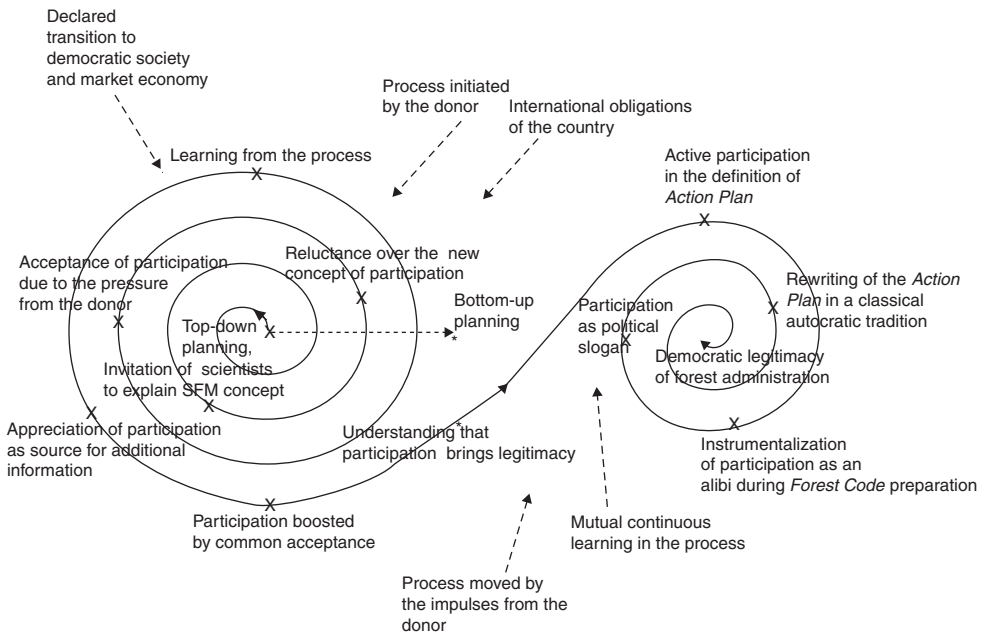 Declared
transition to
democratic society
and market economy
Process initiated
by the donor
International obligations
of the country
Learning from the process
Active participation
in the definition of
Action Plan
Acceptance of participation
due to the pressure
from the donor
Reluctance over the new
concept of participation
Bottom-up
planning
*
Top-down
planning,
Invitation of scientists
to explain SFM concept
Participation
as political
slogan
Rewriting of the Action
Plan in a classical
autocratic tradition
Democratic legitimacy
of forest administration
Appreciation of participation
as source for additional
information
Understanding that
participation brings legitimacy
*
Instrumentalization
of participation as an
alibi during Forest Code preparation
Participation boosted
by common acceptance
Mutual continuous
learning in the process
Process moved by
the impulses from the
donor
X
X
X
X
X
X
X
X
X
X
X